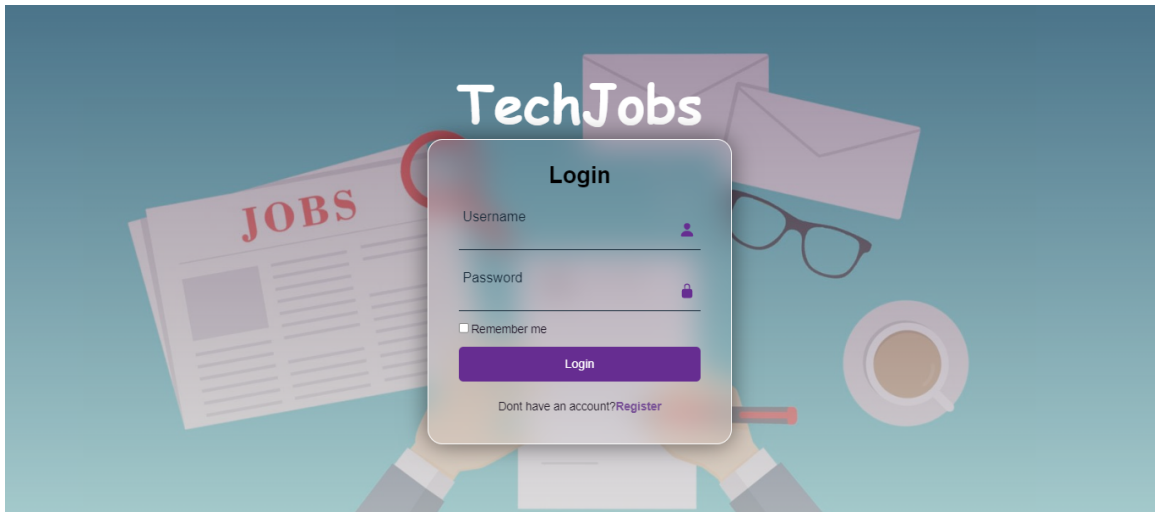 TechJobs
JOBS
Login
Username
Password
Remember me
Login
Dont have an account?Register